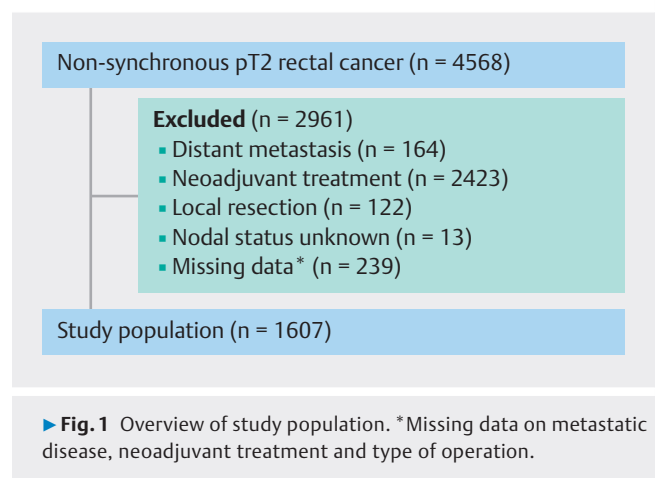 Non-synchronous pT2 rectal cancer (n = 4568)
Excluded (n = 2961)
▪ Distant metastasis (n = 164)
▪ Neoadjuvant treatment (n = 2423)
▪ Local resection (n = 122)
▪ Nodal status unknown (n = 13)
▪ Missing data* (n = 239)
Study population (n = 1607)
▶ Fig. 1 Overview of study population. *Missing data on metastatic
disease, neoadjuvant treatment and type of operation.